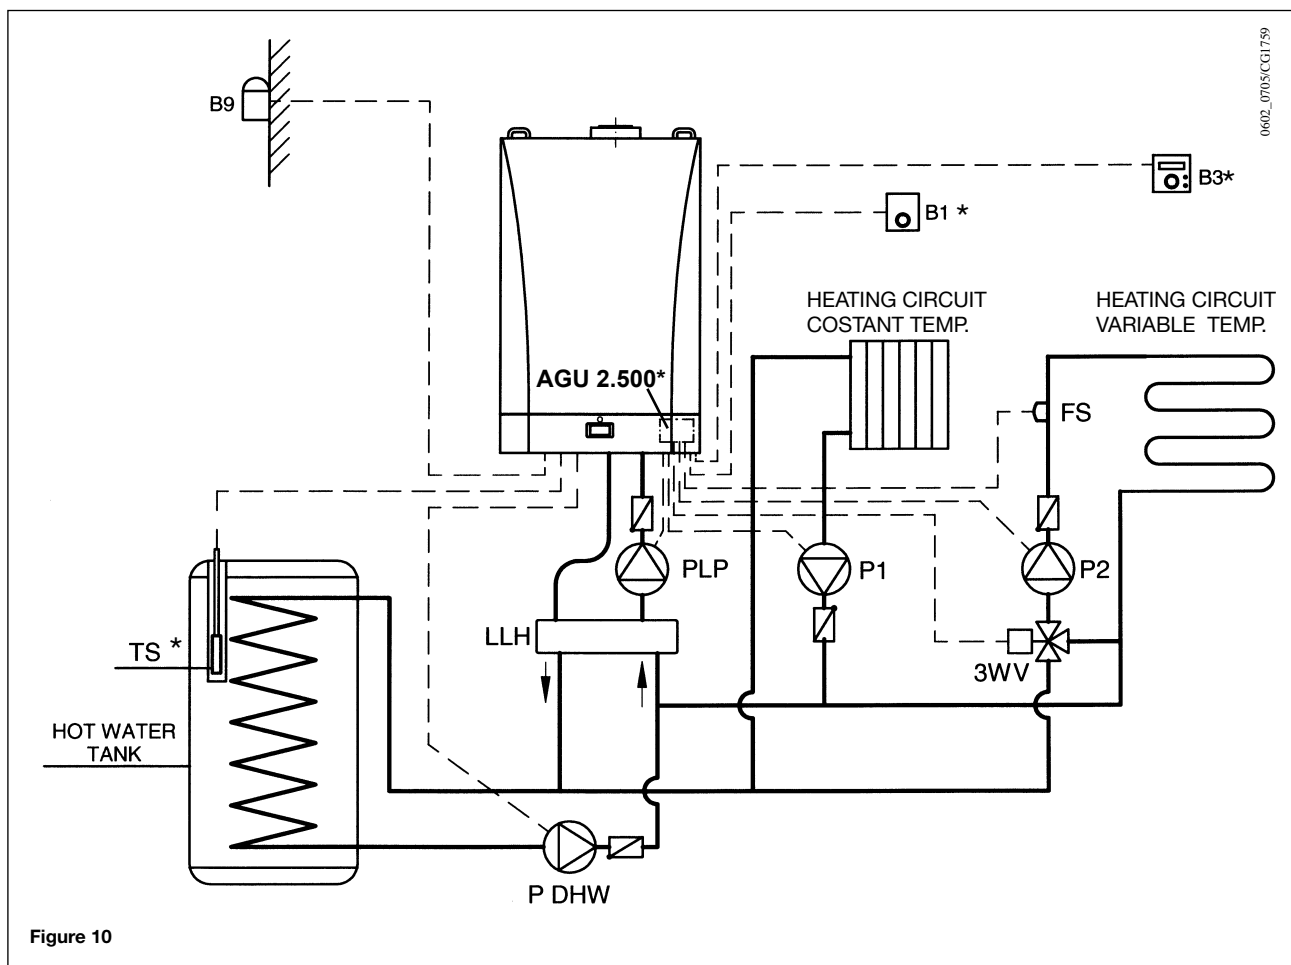 0602_0705/CG1759
B9
B3*
B1 *
HEATING CIRCUIT
COSTANT TEMP.
HEATING CIRCUIT
VARIABLE TEMP.
AGU 2.500*
FS
PLP
P1
P2
LLH
TS *
3WV
HOT WATER
TANK
P DHW
Figure 10